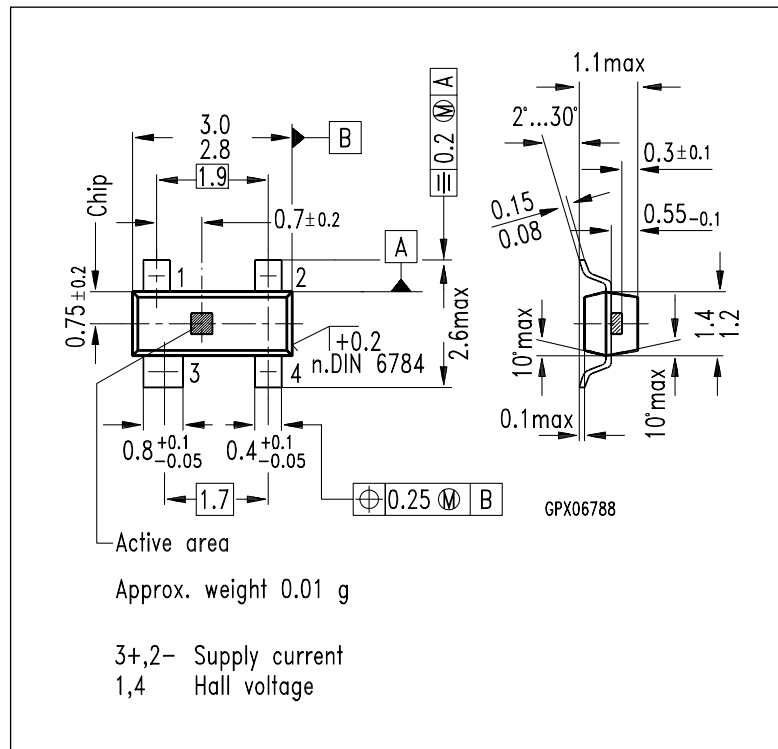 1.1max
2°...30°
3.0
2.8
B
1.9
0.7±0.2
Chip
0.2 Ⓜ A
0.3±0.1
0.15
0.08
0.55-0.1
A
1
2
0.75±0.2
2.6max
1.4
1.2
+0.2
n.DIN 6784
3
4
10°max
10°max
0.1max
0.8+0.1-0.05
0.4+0.1-0.05
1.7
0.25 Ⓜ B
GPX06788
Active area
Approx. weight 0.01 g
3+,2- Supply current
1,4 Hall voltage